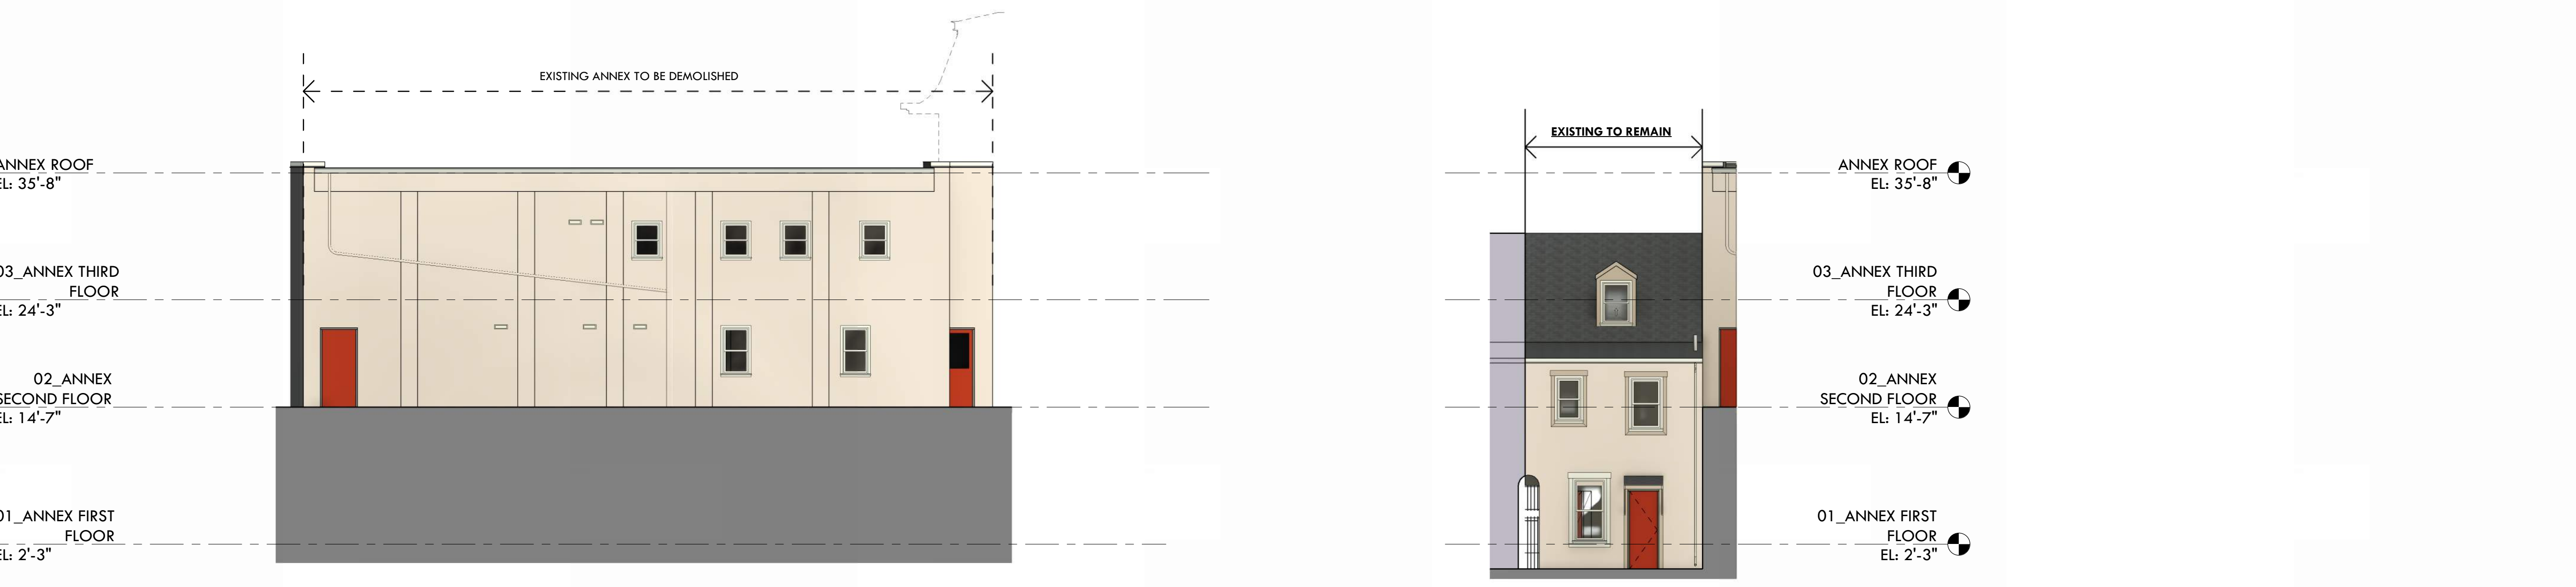 EXISTING ANNEX TO BE DEMOLISHED
ANNEX ROOF
EL: 35'-8"
03_ANNEX THIRD
FLOOR
EL: 24'-3"
02_ANNEX
SECOND FLOOR
EL: 14'-7"
01_ANNEX FIRST
FLOOR
EL: 2'-3"
EXISTING TO REMAIN
ANNEX ROOF
EL: 35'-8"
03_ANNEX THIRD
FLOOR
EL: 24'-3"
02_ANNEX
SECOND FLOOR
EL: 14'-7"
01_ANNEX FIRST
FLOOR
EL: 2'-3"